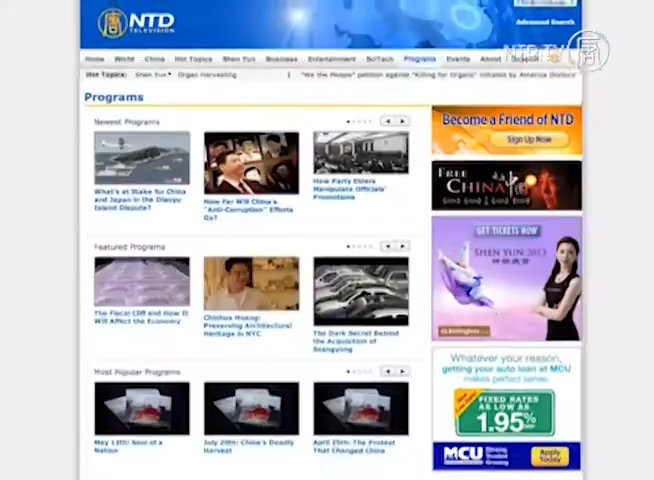 NTD
TELEVISION
Advanced Search
Home World China Hot Topics Shen Yun Business Entertainment Sci/Tech Programs Events About
NTD.TV
Hot Topics: Shen Yun Organ Harvesting "We the People" petition against "Killing for Organs" initiated by America Doctors
Programs
Newest Programs
What's at Stake for China
and Japan in the Diaoyu
Island Dispute?
How Far Will China's
"Anti-Corruption" Efforts
Go?
How Party Elders
Manipulate Officials'
Promotions
Featured Programs
The Fiscal Cliff and How It
Will Affect the Economy
Preserving Architectural
Heritage in NYC
The Dark Secret Behind
the Acquisition of
Ssangyong
Most Popular Programs
May 13th: Soul of a
Nation
July 20th: China's Deadly
Harvest
April 25th: The Protest
That Changed China
Become a Friend of NTD
Sign Up Now
FREE
CHINA
GET TICKETS NOW
SHEN YUN 2013
Whatever your reason,
getting your auto loan at MCU
makes perfect sense.
FIXED RATES
AS LOW AS
1.95%
MCU
Apply
Today